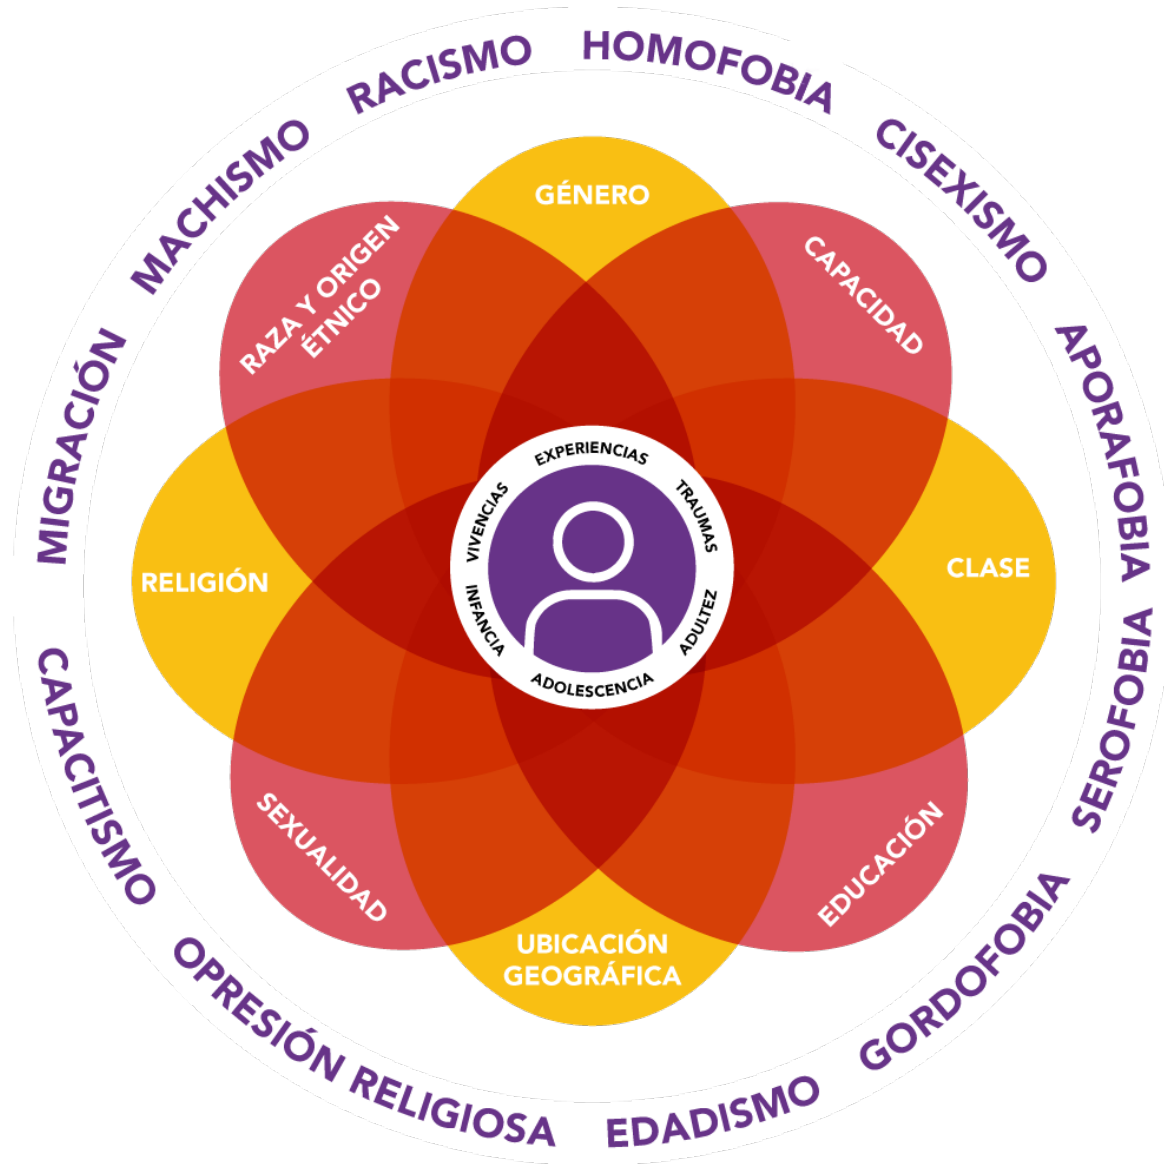 MIGRACIÓN
MACHISMO
RACISMO
HOMOFOBIA
CISEXISMO
APORAFOBIA
SEROFOBIA
GORDOFOBIA
EDADISMO
OPRESIÓN RELIGIOSA
CAPACITISMO
GÉNERO
CAPACIDAD
CLASE
EDUCACIÓN
UBICACIÓN
GEOGRÁFICA
SEXUALIDAD
RELIGIÓN
RAZA Y ORIGEN
ÉTNICO
EXPERIENCIAS
TRAUMAS
ADULTEZ
ADOLESCENCIA
INFANCIA
VIVENCIAS